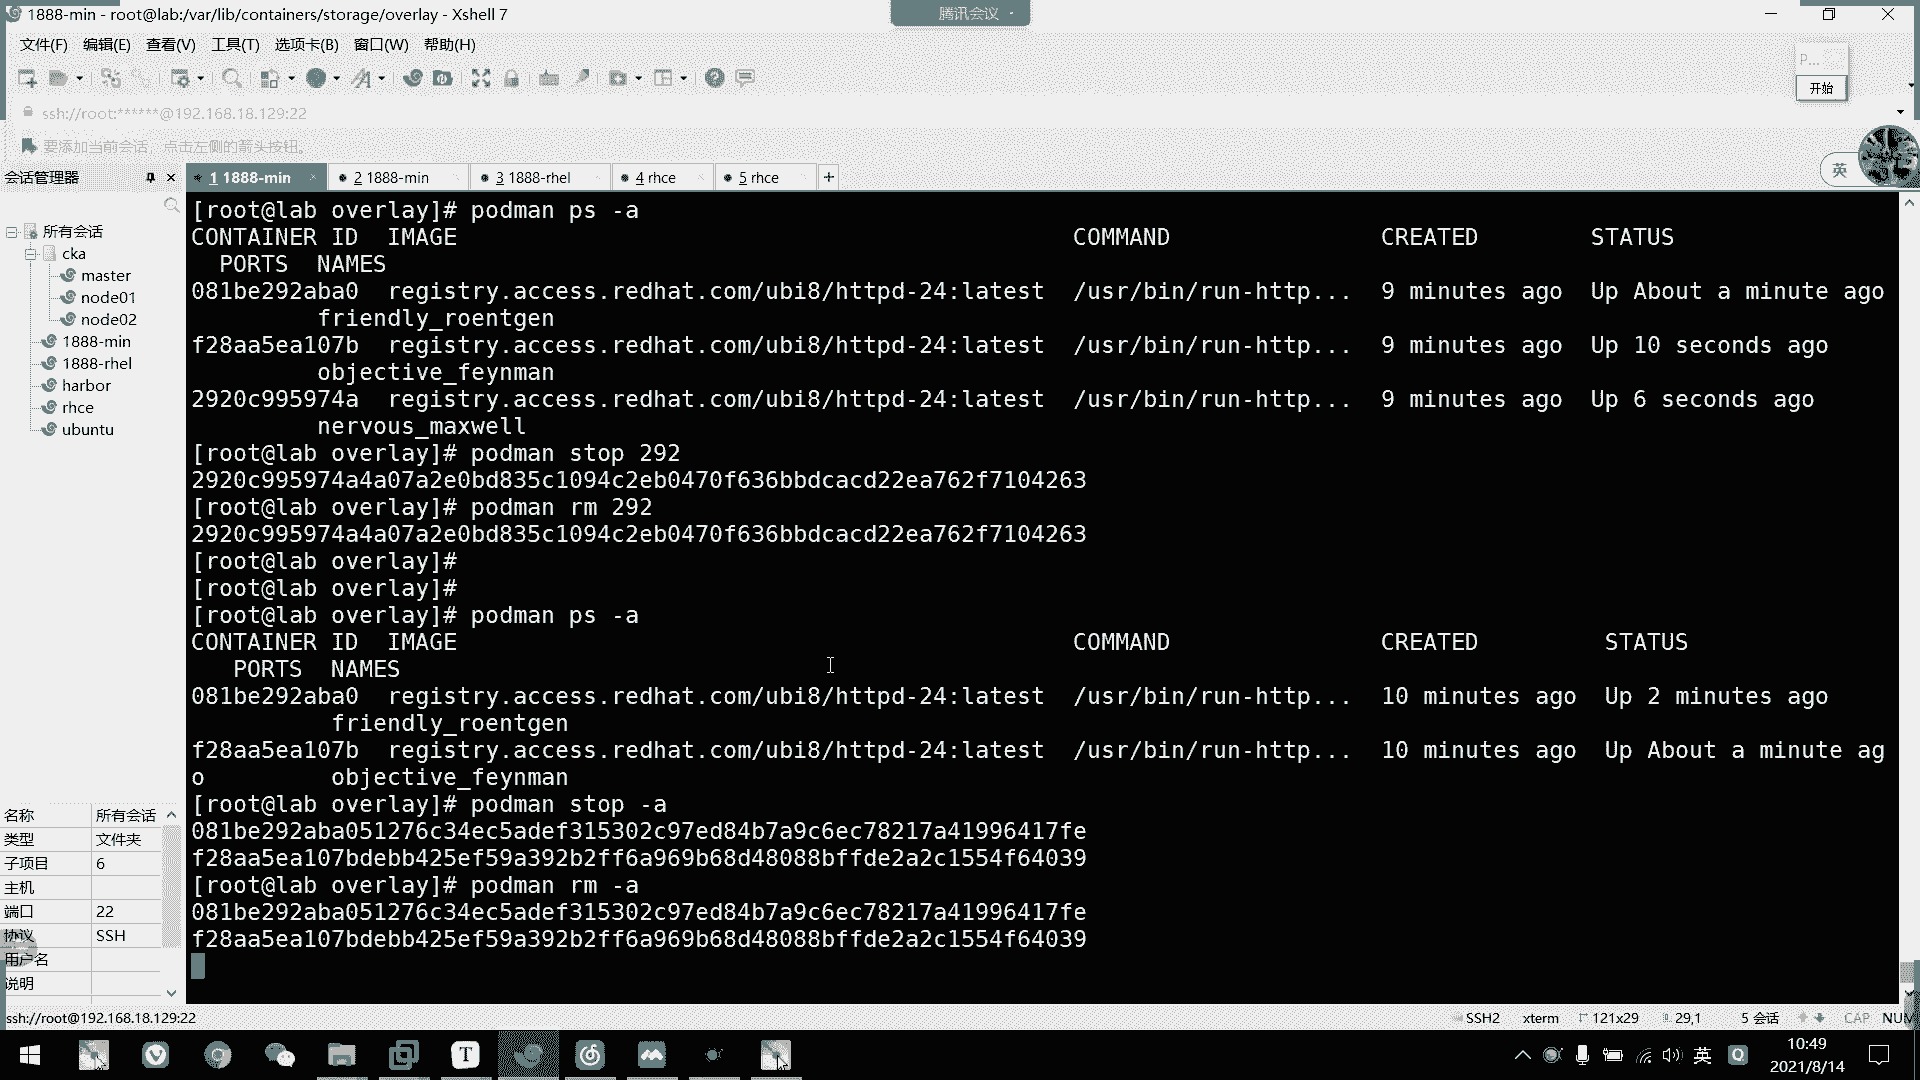 1888-min - root@lab:/var/lib/containers/storage/overlay - Xshell 7
腾讯会议
文件(F) 编辑(E) 查看(V) 工具(T) 选项卡(B) 窗口(W) 帮助(H)
P...
开始
ssh://root:******@192.168.18.129:22
要添加当前会话，点击左侧的箭头按钮。
英
会话管理器
1 1888-min
2 1888-min
3 1888-rhel
4 rhce
5 rhce
所有会话
cka
master
node01
node02
1888-min
1888-rhel
harbor
rhce
ubuntu
[root@lab overlay]# podman ps -a
CONTAINER ID  IMAGE                                            COMMAND               CREATED        STATUS
  PORTS  NAMES
081be292aba0  registry.access.redhat.com/ubi8/httpd-24:latest  /usr/bin/run-http...  9 minutes ago  Up About a minute ago
         friendly_roentgen
f28aa5ea107b  registry.access.redhat.com/ubi8/httpd-24:latest  /usr/bin/run-http...  9 minutes ago  Up 10 seconds ago
         objective_feynman
2920c995974a  registry.access.redhat.com/ubi8/httpd-24:latest  /usr/bin/run-http...  9 minutes ago  Up 6 seconds ago
         nervous_maxwell
[root@lab overlay]# podman stop 292
2920c995974a4a07a2e0bd835c1094c2eb0470f636bbdcacd22ea762f7104263
[root@lab overlay]# podman rm 292
2920c995974a4a07a2e0bd835c1094c2eb0470f636bbdcacd22ea762f7104263
[root@lab overlay]#
[root@lab overlay]#
[root@lab overlay]# podman ps -a
CONTAINER ID  IMAGE                                            COMMAND               CREATED         STATUS
   PORTS  NAMES
081be292aba0  registry.access.redhat.com/ubi8/httpd-24:latest  /usr/bin/run-http...  10 minutes ago  Up 2 minutes ago
          friendly_roentgen
f28aa5ea107b  registry.access.redhat.com/ubi8/httpd-24:latest  /usr/bin/run-http...  10 minutes ago  Up About a minute ag
o         objective_feynman
[root@lab overlay]# podman stop -a
081be292aba051276c34ec5adef315302c97ed84b7a9c6ec78217a41996417fe
f28aa5ea107bdebb425ef59a392b2ff6a969b68d48088bffde2a2c1554f64039
[root@lab overlay]# podman rm -a
081be292aba051276c34ec5adef315302c97ed84b7a9c6ec78217a41996417fe
f28aa5ea107bdebb425ef59a392b2ff6a969b68d48088bffde2a2c1554f64039
名称 所有会话
类型 文件夹
子项目 6
主机
端口 22
协议 SSH
用户名
说明
ssh://root@192.168.18.129:22
SSH2 xterm 121x29 29,1 5 会话 CAP NUM
英
10:49
2021/8/14